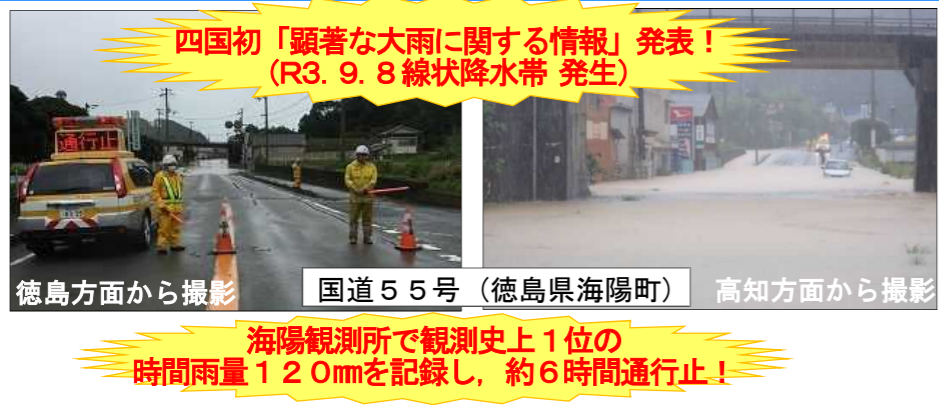 四国初「顕著な大雨に関する情報」発表！
（R3. 9. 8 線状降水帯 発生）
通行止
徳島方面から撮影
国道５５号（徳島県海陽町）
高知方面から撮影
海陽観測所で観測史上１位の
時間雨量１２０㎜を記録し，約６時間通行止！